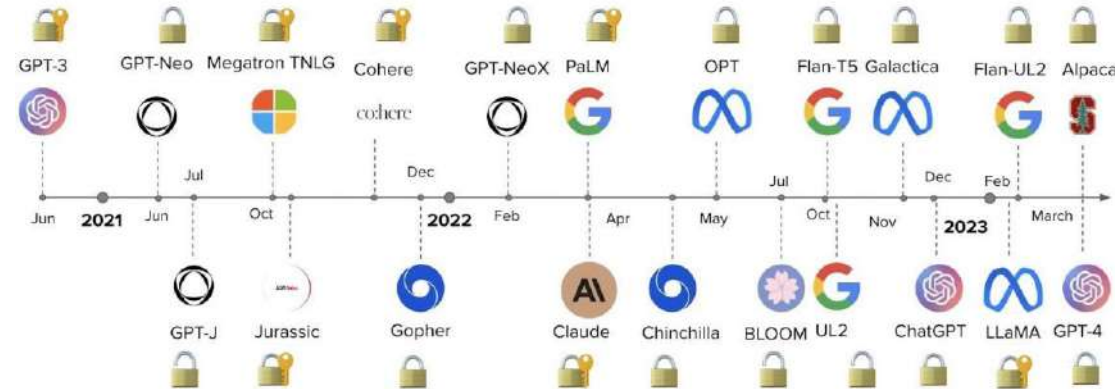 GPT-3
GPT-Neo
Megatron TNLG
Cohere
GPT-NeoX
PaLM
OPT
Flan-T5
Galactica
Flan-UL2
Alpaca
co:here
Jul
Dec
Jul
Dec
Feb
Jun
2021
Jun
Oct
2022
Feb
Apr
May
Oct
Nov
2023
March
GPT-J
Jurassic
Gopher
Claude
Chinchilla
BLOOM
UL2
ChatGPT
LLaMA
GPT-4